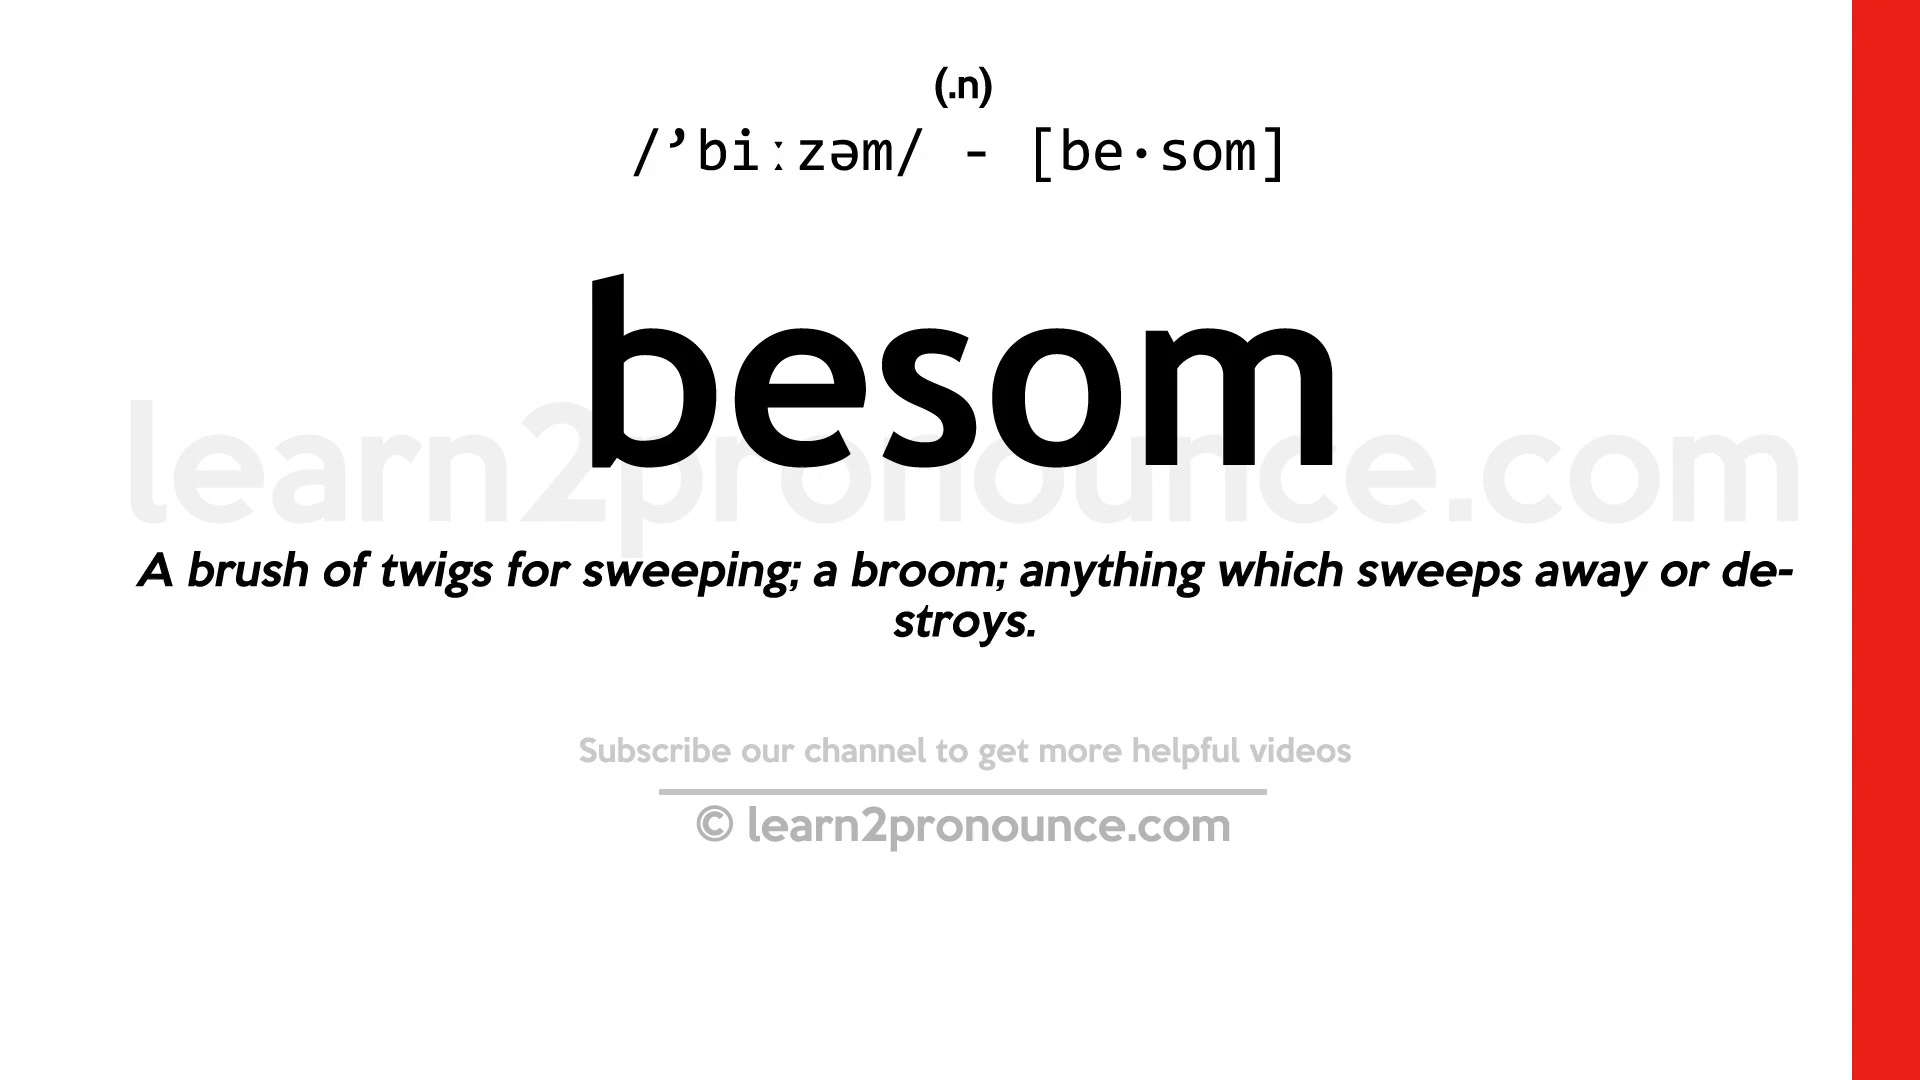 (.n)
/’biːzəm/ - [be·som]
besom
learn2pronounce.com
A brush of twigs for sweeping; a broom; anything which sweeps away or de-
stroys.
Subscribe our channel to get more helpful videos
© learn2pronounce.com